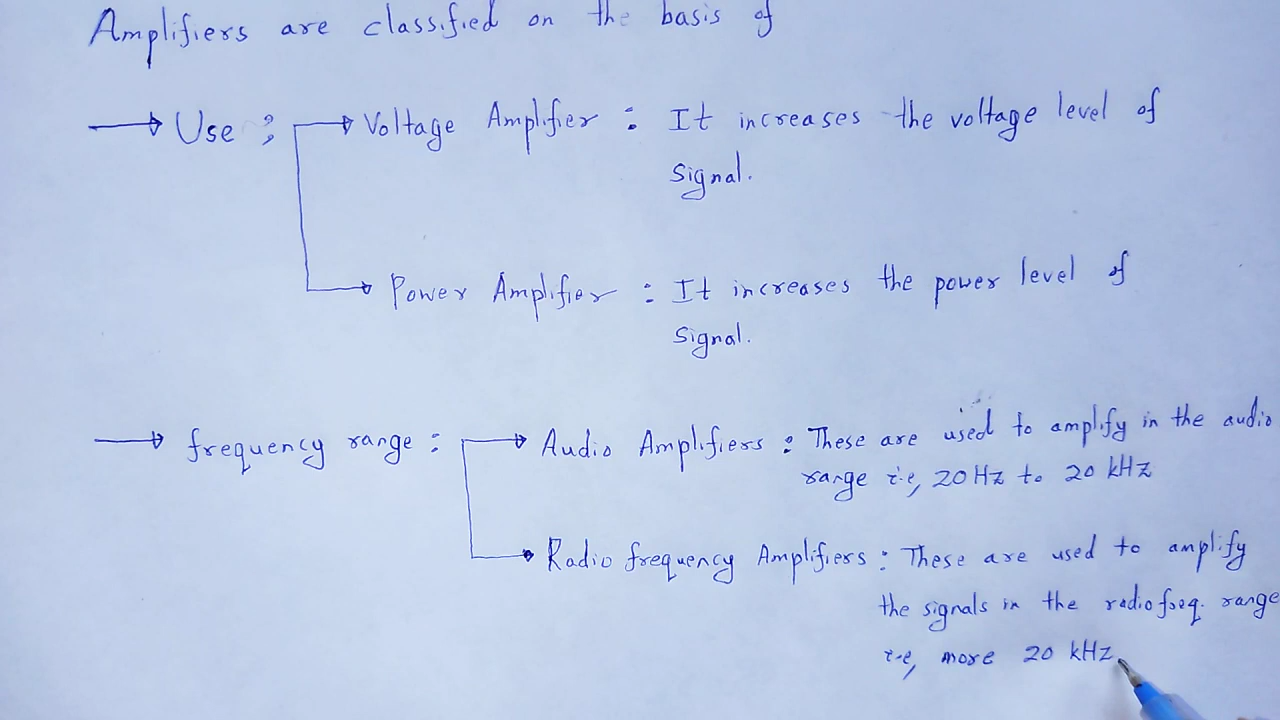 Amplifiers are classified on the basis of
→ Use : → Voltage Amplifier : It increases the voltage level of
signal.
→ Power Amplifier : It increases the power level of
signal.
→ frequency range : → Audio Amplifiers : These are used to amplify in the audio
range i.e, 20 Hz to 20 kHz
→ Radio frequency Amplifiers : These are used to amplify
the signals in the radio freq. range
i.e, more 20 kHz